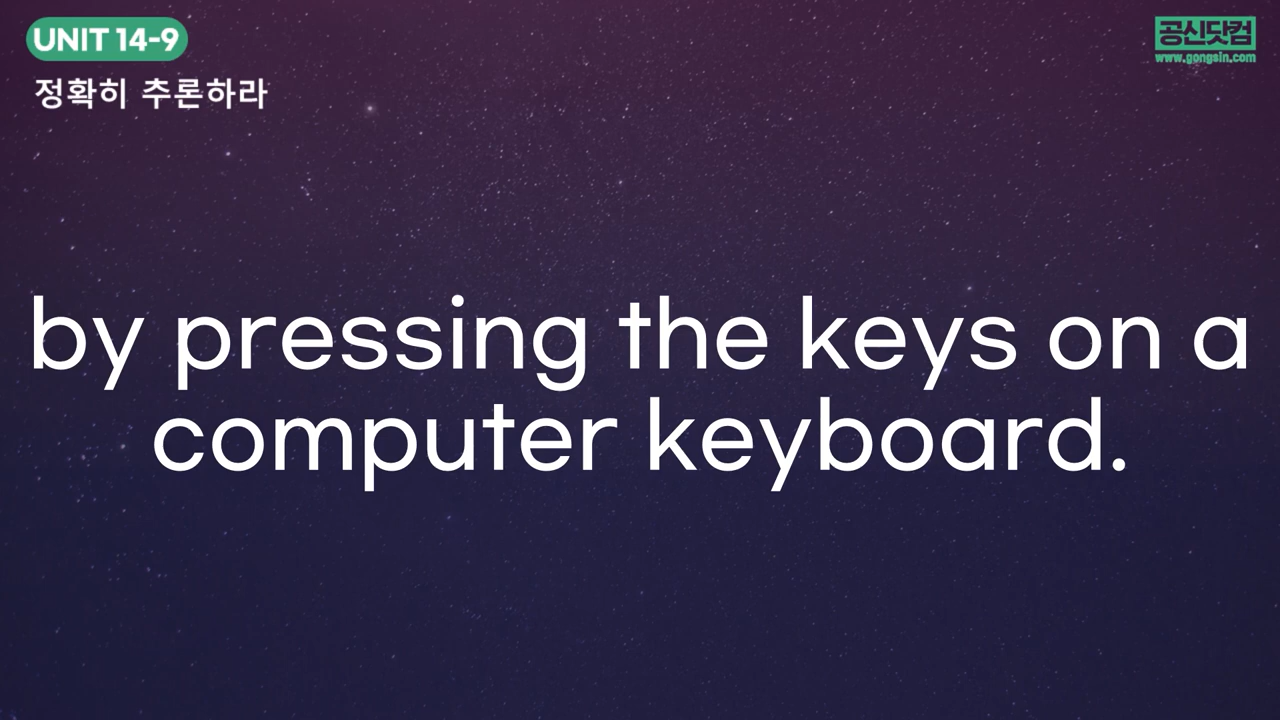 UNIT 14-9
공신닷컴
www.gongsin.com
정확히 추론하라
by pressing the keys on a
computer keyboard.